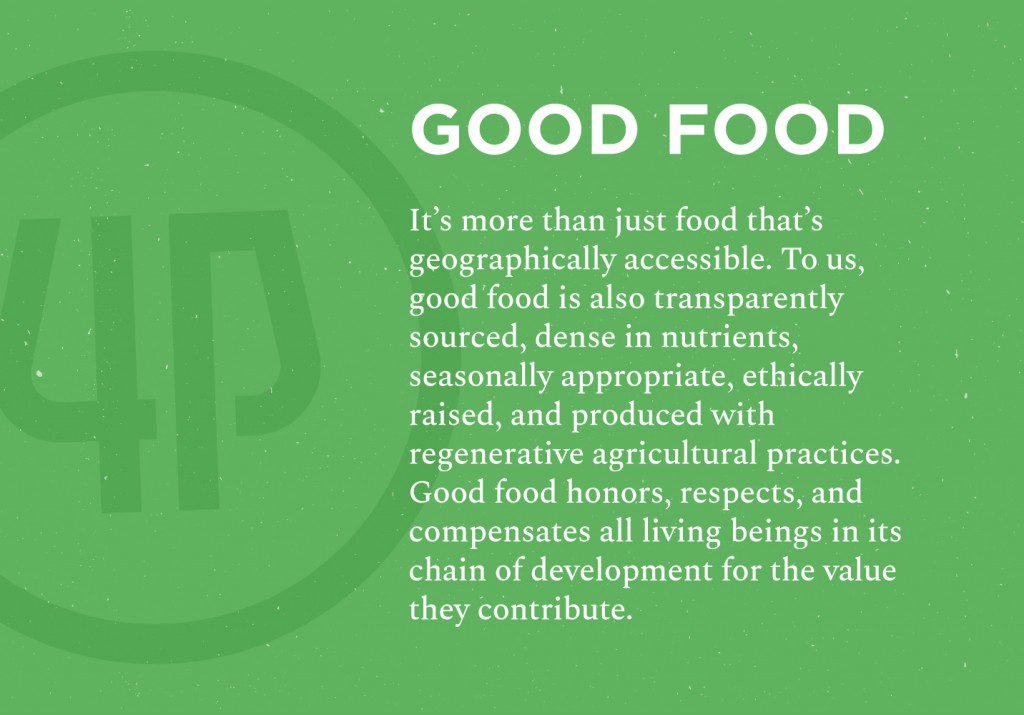 GOOD FOOD
It’s more than just food that’s
geographically accessible. To us,
good food is also transparently
sourced, dense in nutrients,
seasonally appropriate, ethically
raised, and produced with
regenerative agricultural practices.
Good food honors, respects, and
compensates all living beings in its
chain of development for the value
they contribute.
4P